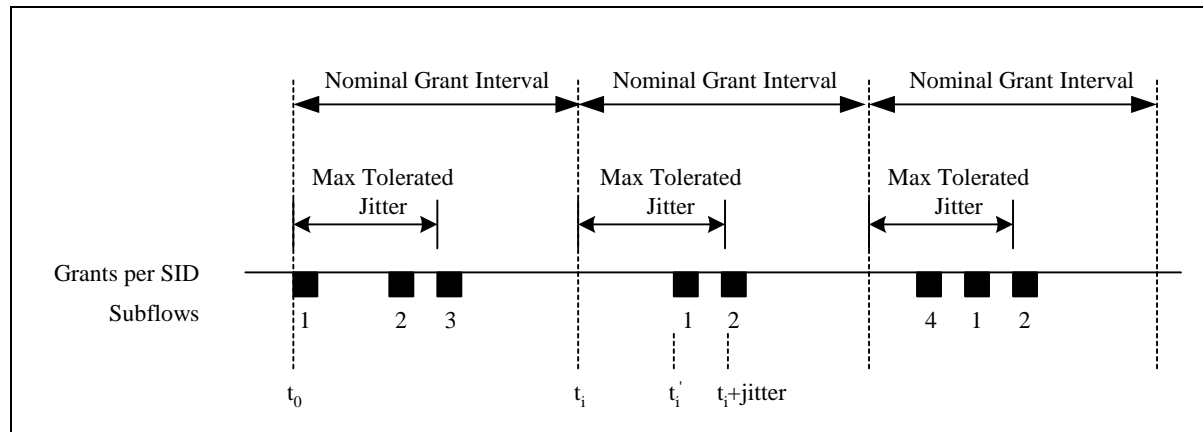 Nominal Grant Interval Nominal Grant Interval Nominal Grant Interval
Max Tolerated Jitter Max Tolerated Jitter Max Tolerated Jitter
Grants per SID
Subflows 1 2 3 1 2 4 1 2
t0 ti ti' ti+jitter